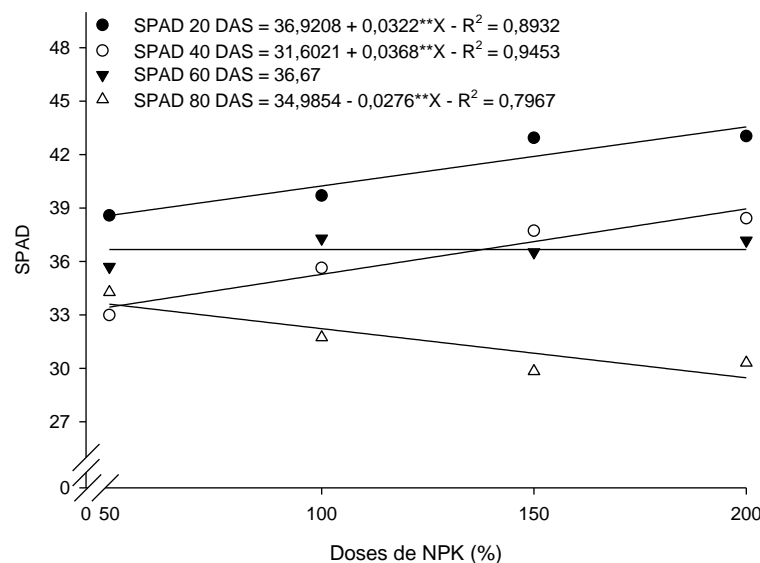 SPAD 20 DAS = 36,9208 + 0,0322**X - R² = 0,8932
SPAD 40 DAS = 31,6021 + 0,0368**X - R² = 0,9453
SPAD 60 DAS = 36,67
SPAD 80 DAS = 34,9854 - 0,0276**X - R² = 0,7967
48
45
42
39
36
33
30
27
0
SPAD
0 50 100 150 200
Doses de NPK (%)